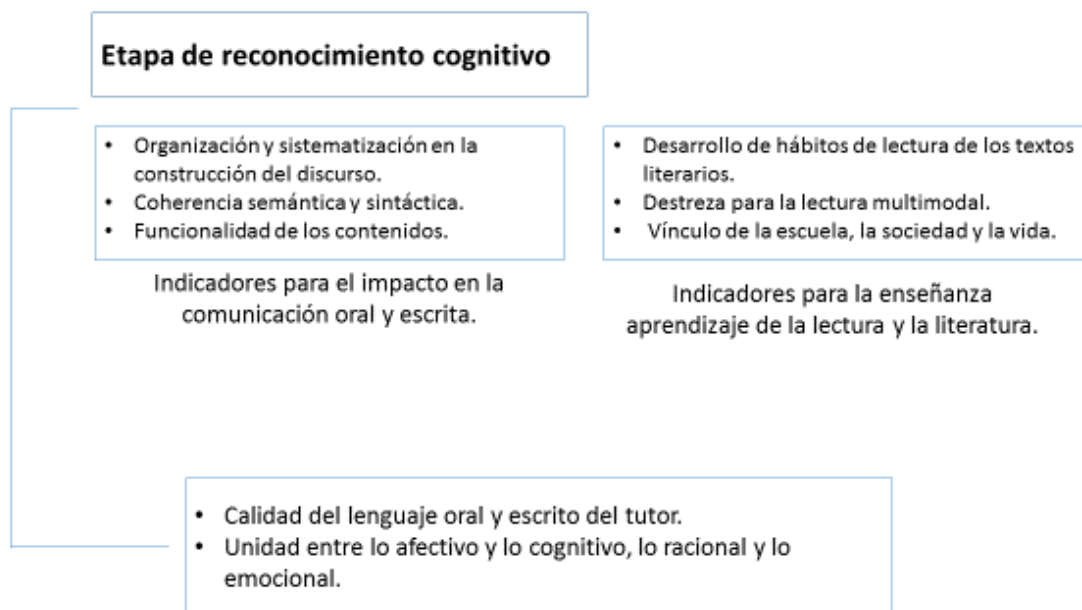 Etapa de reconocimiento cognitivo
• Organización y sistematización en la
construcción del discurso.
• Coherencia semántica y sintáctica.
• Funcionalidad de los contenidos.
Indicadores para el impacto en la
comunicación oral y escrita.
• Desarrollo de hábitos de lectura de los textos
literarios.
• Destreza para la lectura multimodal.
• Vínculo de la escuela, la sociedad y la vida.
Indicadores para la enseñanza
aprendizaje de la lectura y la literatura.
• Calidad del lenguaje oral y escrito del tutor.
• Unidad entre lo afectivo y lo cognitivo, lo racional y lo
emocional.